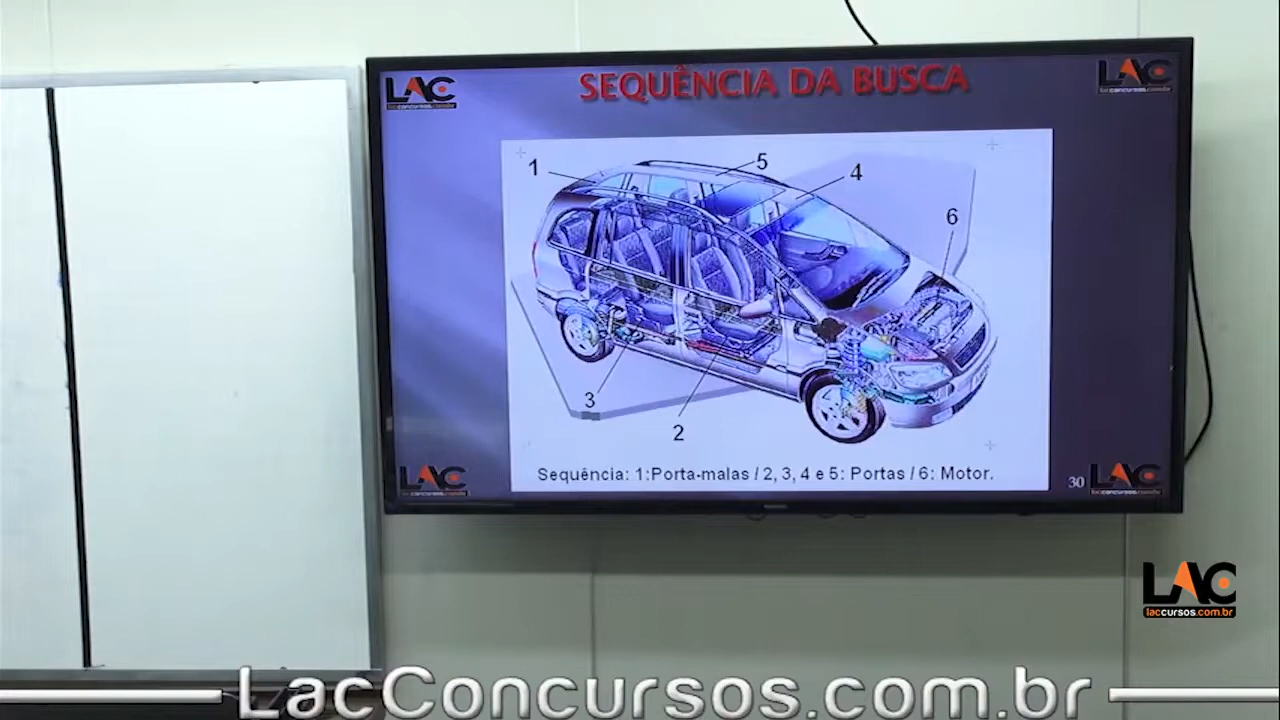 LAC
SEQUÊNCIA DA BUSCA
LAC
1
5
4
6
3
2
Sequência: 1:Porta-malas / 2, 3, 4 e 5: Portas / 6: Motor.
LAC
30
LAC
LAC
laccursos.com.br
LacConcursos.com.br